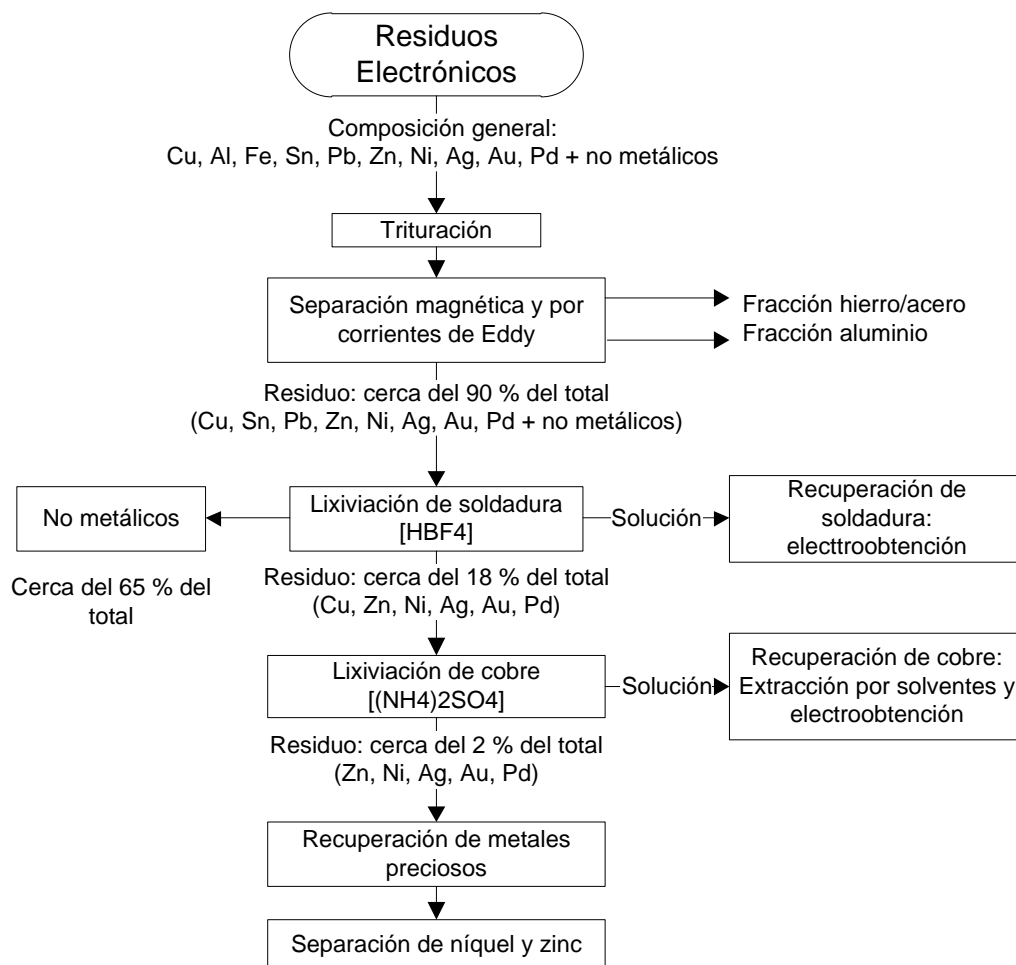 Residuos
Electrónicos
Composición general:
Cu, Al, Fe, Sn, Pb, Zn, Ni, Ag, Au, Pd + no metálicos
Trituración
Separación magnética y por
corrientes de Eddy
Fracción hierro/acero
Fracción aluminio
Residuo: cerca del 90 % del total
(Cu, Sn, Pb, Zn, Ni, Ag, Au, Pd + no metálicos)
No metálicos
Cerca del 65 % del
total
Lixiviación de soldadura
[HBF4]
Solución
Recuperación de
soldadura:
electtroobtención
Residuo: cerca del 18 % del total
(Cu, Zn, Ni, Ag, Au, Pd)
Lixiviación de cobre
[(NH4)2SO4]
Solución
Recuperación de cobre:
Extracción por solventes y
electroobtención
Residuo: cerca del 2 % del total
(Zn, Ni, Ag, Au, Pd)
Recuperación de metales
preciosos
Separación de níquel y zinc